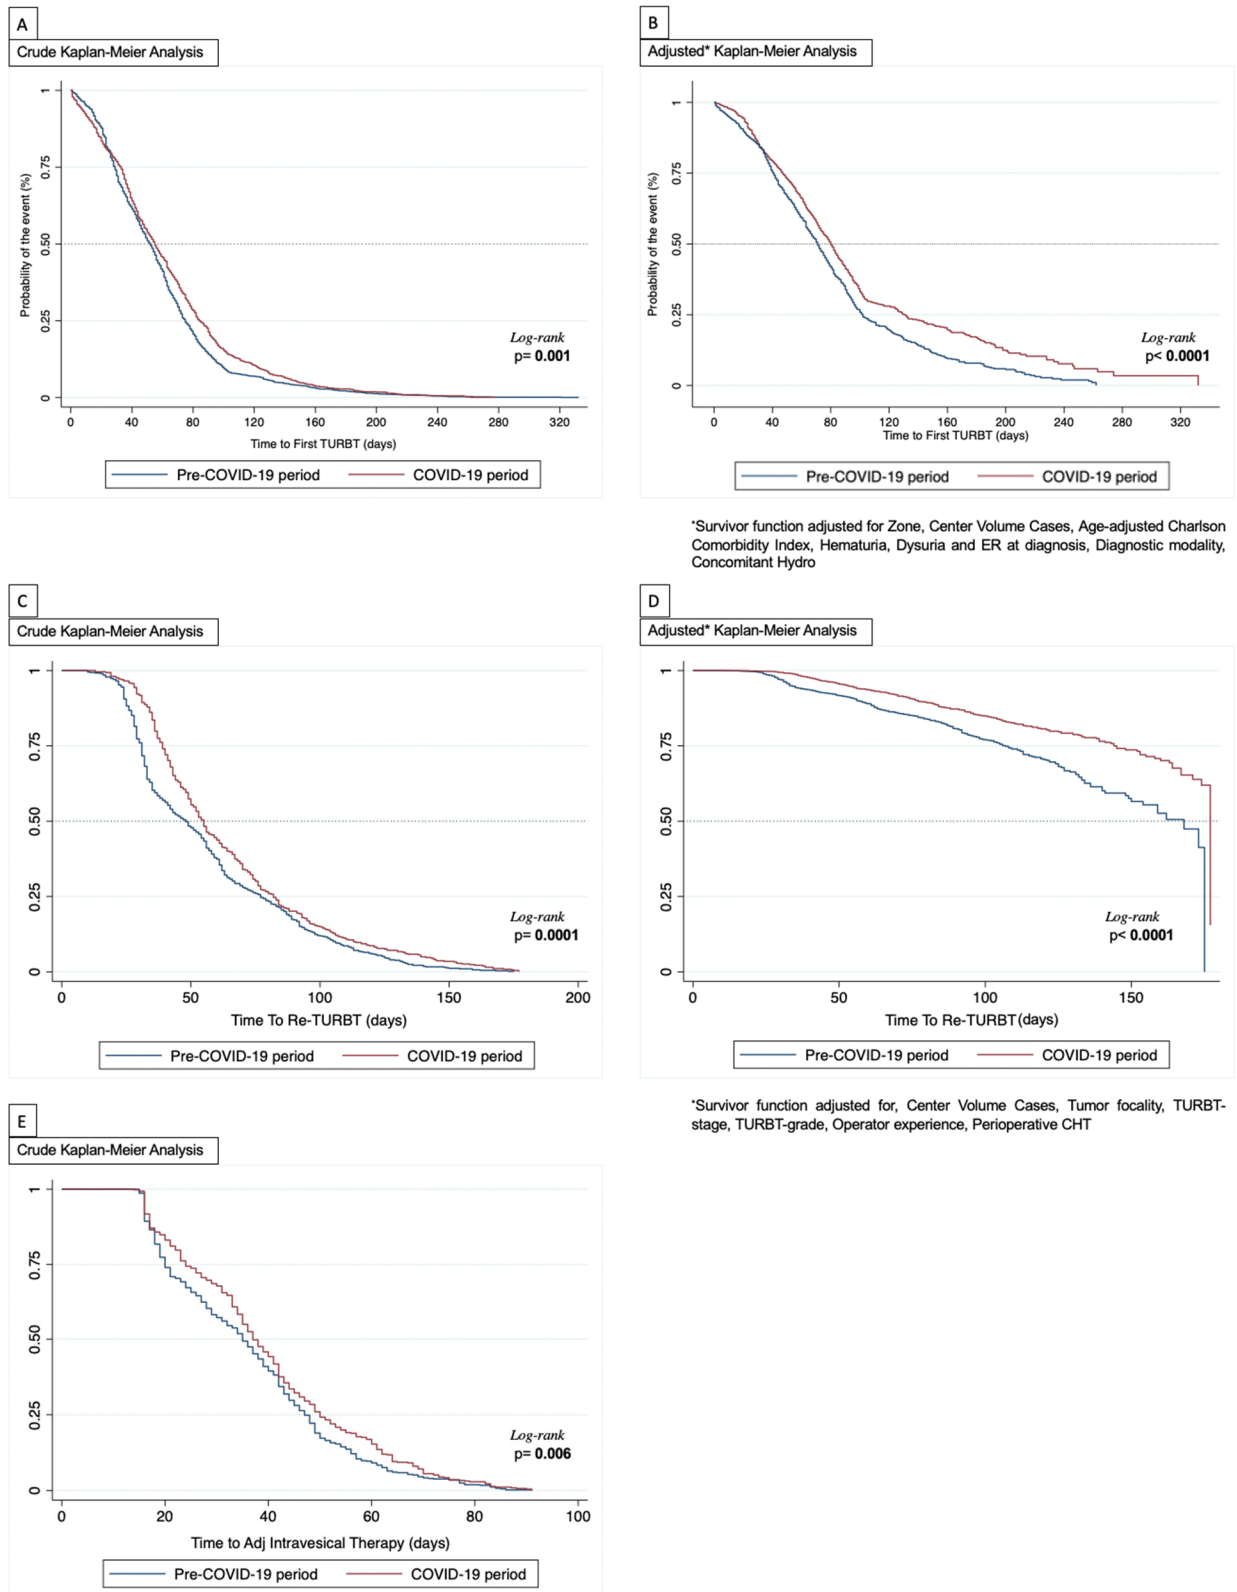 A
Crude Kaplan-Meier Analysis
Probability of the event (%)
1
0.75
0.50
0.25
0
Log-rank
p= 0.001
0 40 80 120 160 200 240 280 320
Time to First TURBT (days)
Pre-COVID-19 period COVID-19 period
B
Adjusted* Kaplan-Meier Analysis
Probability of the event (%)
1
0.75
0.50
0.25
0
Log-rank
p< 0.0001
0 40 80 120 160 200 240 280 320
Time to First TURBT (days)
Pre-COVID-19 period COVID-19 period
*Survivor function adjusted for Zone, Center Volume Cases, Age-adjusted Charlson
Comorbidity Index, Hematuria, Dysuria and ER at diagnosis, Diagnostic modality,
Concomitant Hydro
C
Crude Kaplan-Meier Analysis
1
0.75
0.50
0.25
0
Log-rank
p= 0.0001
0 50 100 150 200
Time To Re-TURBT (days)
Pre-COVID-19 period COVID-19 period
D
Adjusted* Kaplan-Meier Analysis
1
0.75
0.50
0.25
0
Log-rank
p< 0.0001
0 50 100 150
Time To Re-TURBT(days)
Pre-COVID-19 period COVID-19 period
*Survivor function adjusted for, Center Volume Cases, Tumor focality, TURBT-
stage, TURBT-grade, Operator experience, Perioperative CHT
E
Crude Kaplan-Meier Analysis
1
0.75
0.50
0.25
0
Log-rank
p= 0.006
0 20 40 60 80 100
Time to Adj Intravesical Therapy (days)
Pre-COVID-19 period COVID-19 period